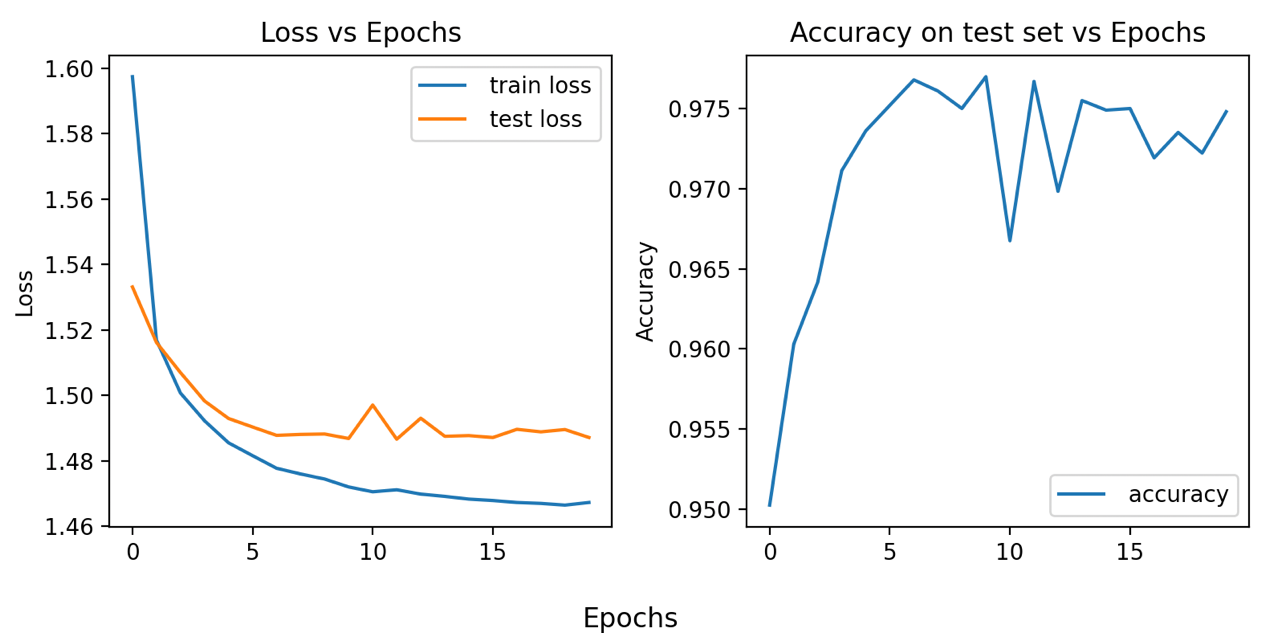 Loss vs Epochs
1.60
1.58
1.56
1.54
1.52
1.50
1.48
1.46
Loss
train loss
test loss
0 5 10 15
Accuracy on test set vs Epochs
0.975
0.970
0.965
0.960
0.955
0.950
Accuracy
accuracy
0 5 10 15
Epochs